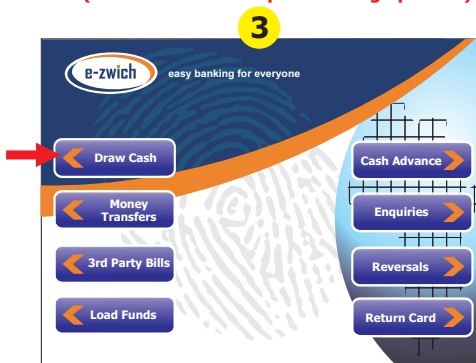 3
e-zwich
easy banking for everyone
Draw Cash
Cash Advance
Money
Transfers
Enquiries
3rd Party Bills
Reversals
Load Funds
Return Card